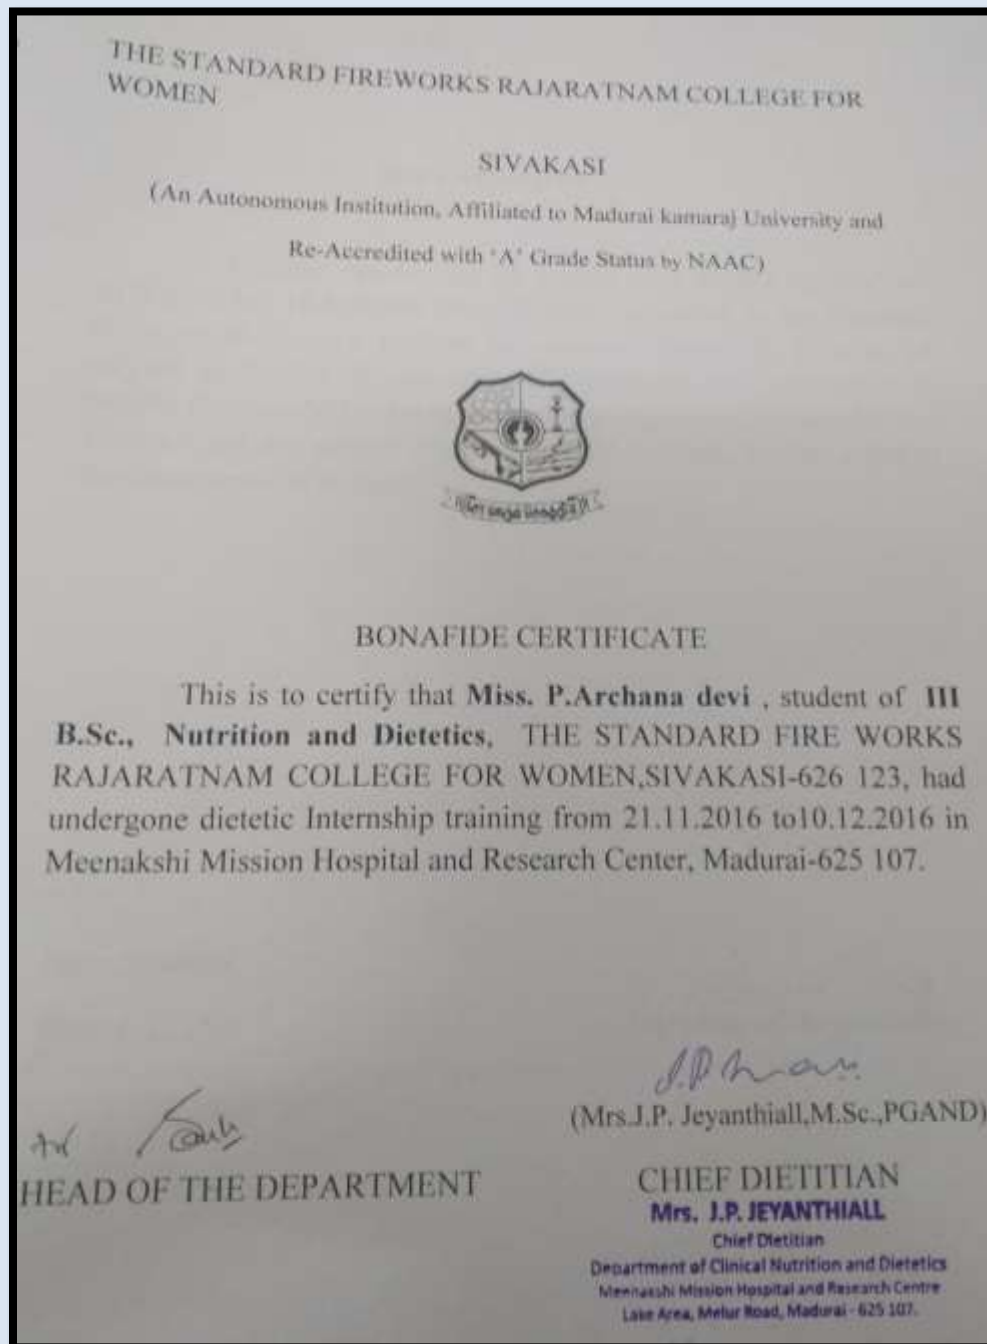 THE STANDARD FIREWORKS RAJARATNAM COLLEGE FOR
WOMEN
SIVAKASI
(An Autonomous Institution, Affiliated to Madurai kamaraj University and
Re-Accredited with 'A' Grade Status by NAAC)
BONAFIDE CERTIFICATE
This is to certify that Miss. P.Archana devi , student of III
B.Sc., Nutrition and Dietetics, THE STANDARD FIRE WORKS
RAJARATNAM COLLEGE FOR WOMEN,SIVAKASI-626 123, had
undergone dietetic Internship training from 21.11.2016 to10.12.2016 in
Meenakshi Mission Hospital and Research Center, Madurai-625 107.
(Mrs.J.P. Jeyanthiall,M.Sc.,PGAND)
HEAD OF THE DEPARTMENT
CHIEF DIETITIAN
Mrs. J.P. JEYANTHIALL
Chief Dietitian
Department of Clinical Nutrition and Dietetics
Meenakshi Mission Hospital and Research Centre
Lake Area, Melur Road, Madurai - 625 107.